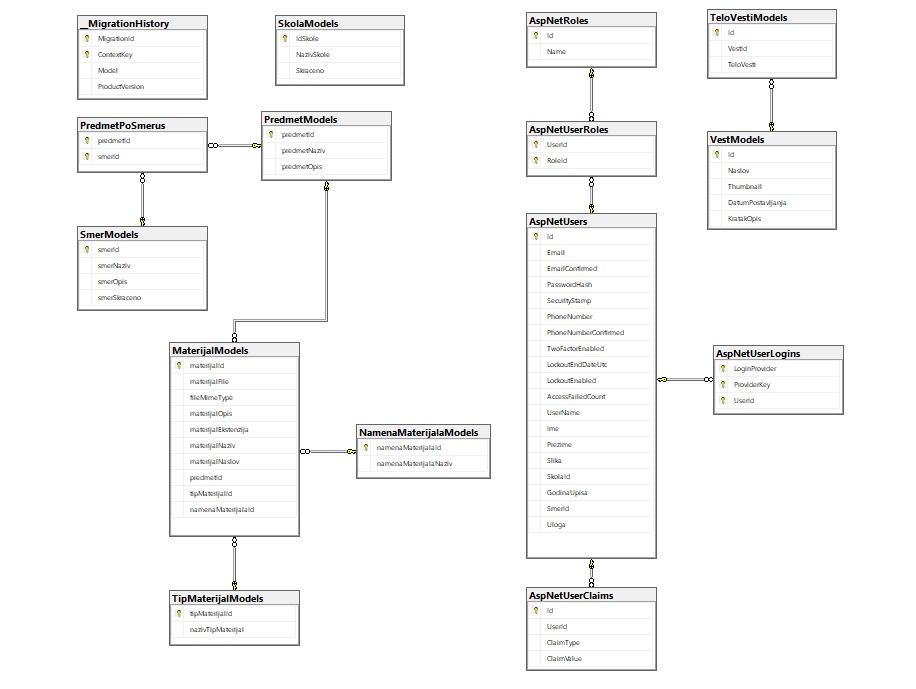 __MigrationHistory
MigrationId
ContextKey
Model
ProductVersion
SkolaModels
IdSkole
NazivSkole
Skraceno
PredmetPoSmerus
predmetId
smerId
PredmetModels
predmetId
predmetNaziv
predmetOpis
SmerModels
smerId
smerNaziv
smerOpis
smerSkraceno
MaterijalModels
materijalId
materijalFile
fileMimeType
materijalOpis
materijalEkstenzija
materijalNaziv
materijalNaslov
predmetId
tipMaterijalId
namenaMaterijalaId
NamenaMaterijalaModels
namenaMaterijalaId
namenaMaterijalaNaziv
TipMaterijalModels
tipMaterijalId
nazivTipMaterijal
AspNetRoles
Id
Name
AspNetUserRoles
UserId
RoleId
AspNetUsers
Id
Email
EmailConfirmed
PasswordHash
SecurityStamp
PhoneNumber
PhoneNumberConfirmed
TwoFactorEnabled
LockoutEndDateUtc
LockoutEnabled
AccessFailedCount
UserName
Ime
Prezime
Slika
SkolaId
GodinaUpisa
SmerId
Uloga
AspNetUserClaims
Id
UserId
ClaimType
ClaimValue
TeloVestiModels
Id
VestId
TeloVesti
VestModels
Id
Naslov
Thumbnail
DatumPostavljanja
KratakOpis
AspNetUserLogins
LoginProvider
ProviderKey
UserId